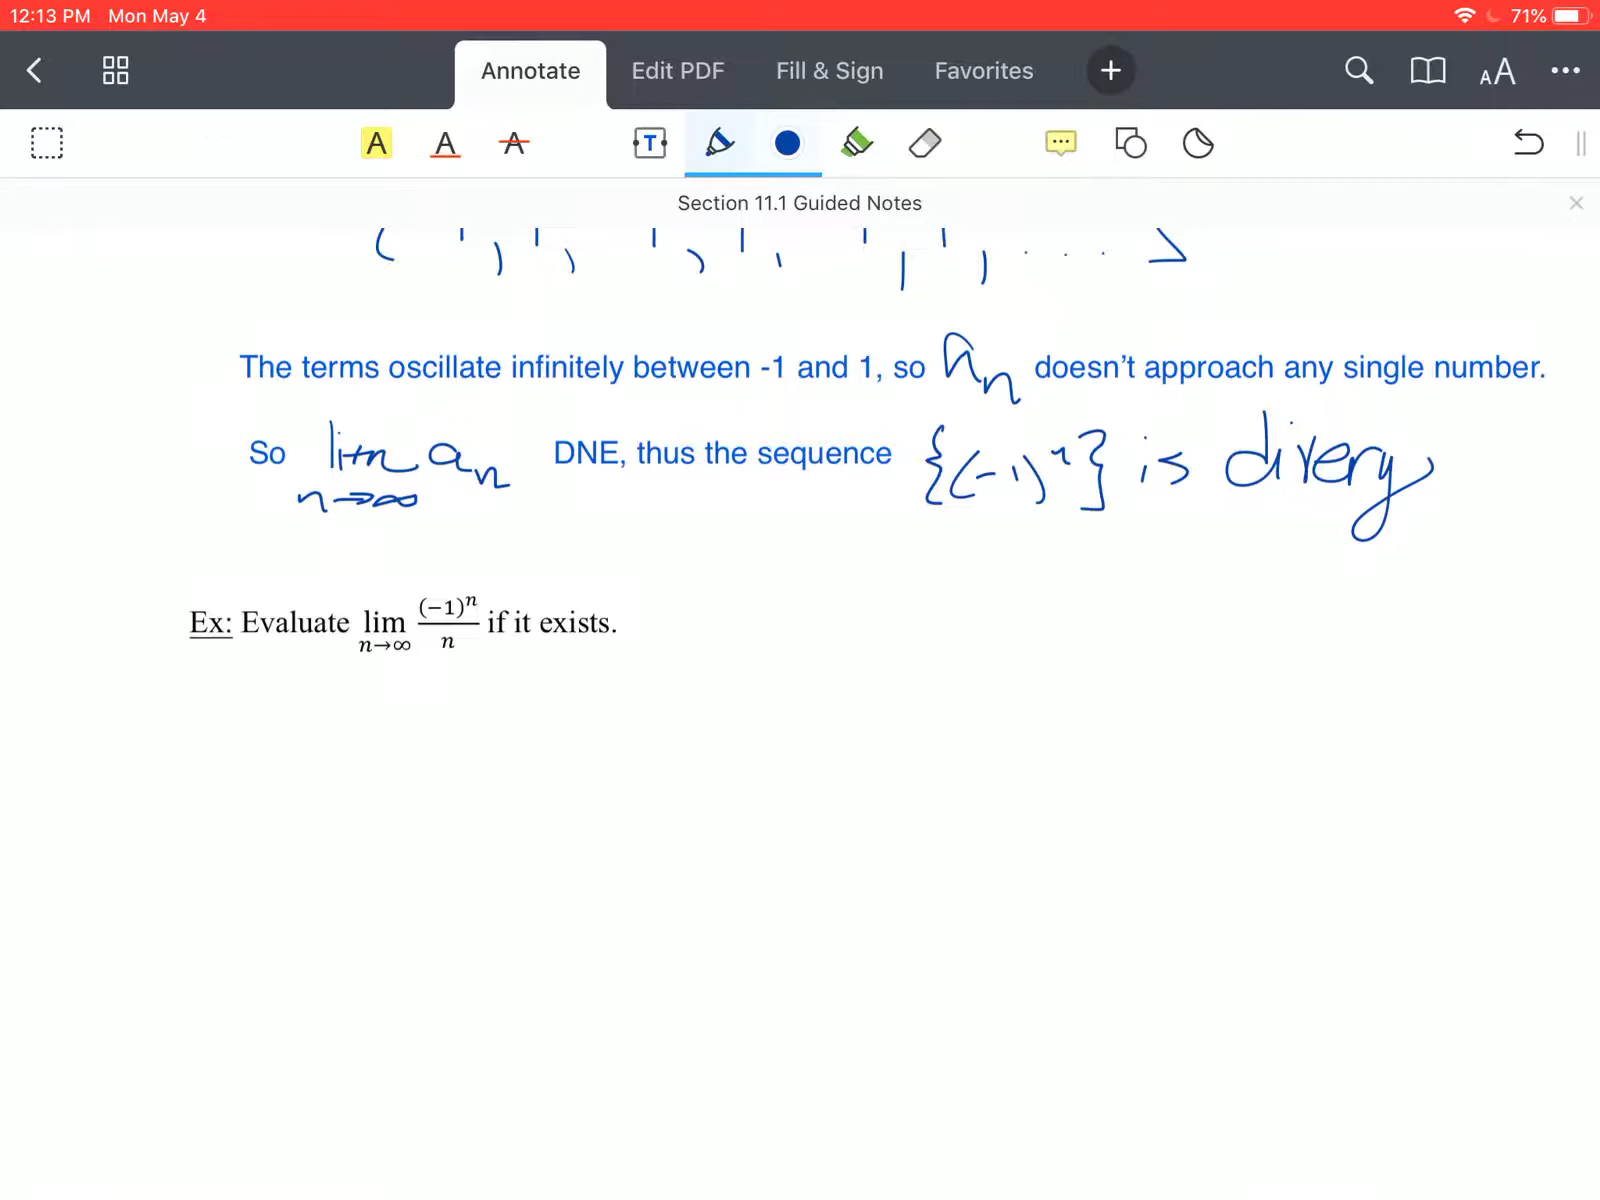 12:13 PM Mon May 4 71%
Annotate Edit PDF Fill & Sign Favorites + AA
A A A T
Section 11.1 Guided Notes
The terms oscillate infinitely between -1 and 1, so aₙ doesn't approach any single number.
So lim n→∞ aₙ DNE, thus the sequence {(-1)ⁿ} is diverg
Ex: Evaluate lim n→∞ (−1)ⁿ/n if it exists.